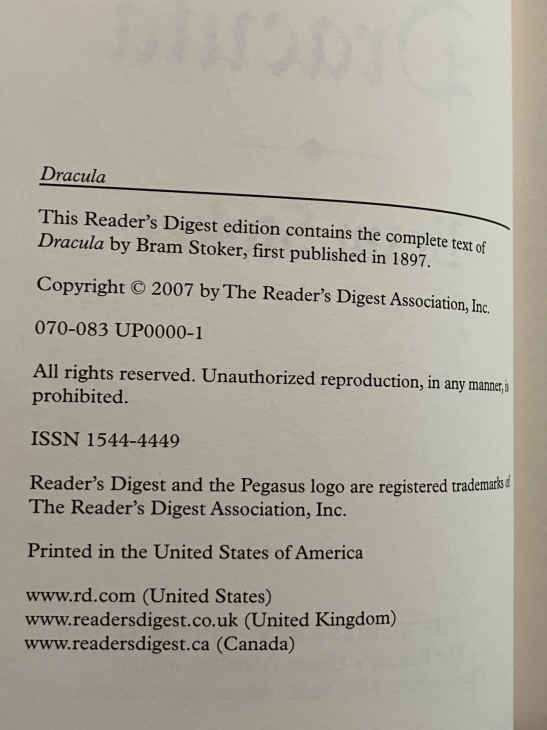 Dracula
This Reader's Digest edition contains the complete text of
Dracula by Bram Stoker, first published in 1897.
Copyright © 2007 by The Reader's Digest Association, Inc.
070-083 UP0000-1
All rights reserved. Unauthorized reproduction, in any manner, is
prohibited.
ISSN 1544-4449
Reader's Digest and the Pegasus logo are registered trademarks of
The Reader's Digest Association, Inc.
Printed in the United States of America
www.rd.com (United States)
www.readersdigest.co.uk (United Kingdom)
www.readersdigest.ca (Canada)